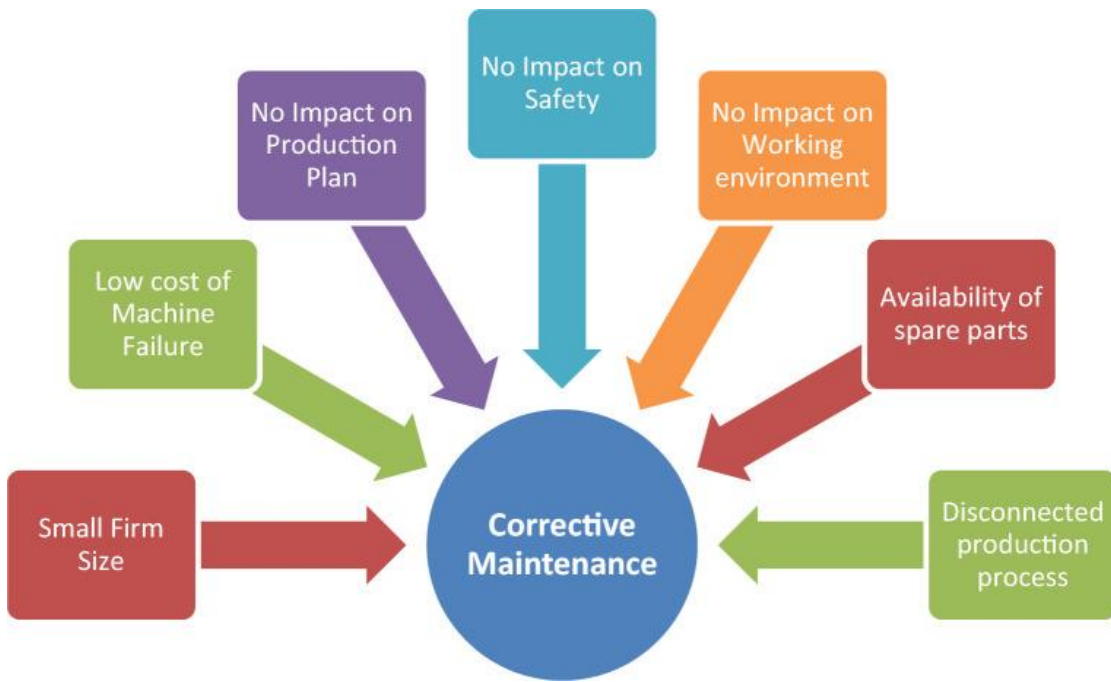 No Impact on
Safety
No Impact on
Production
Plan
No Impact on
Working
environment
Low cost of
Machine
Failure
Availability of
spare parts
Small Firm
Size
Corrective
Maintenance
Disconnected
production
process